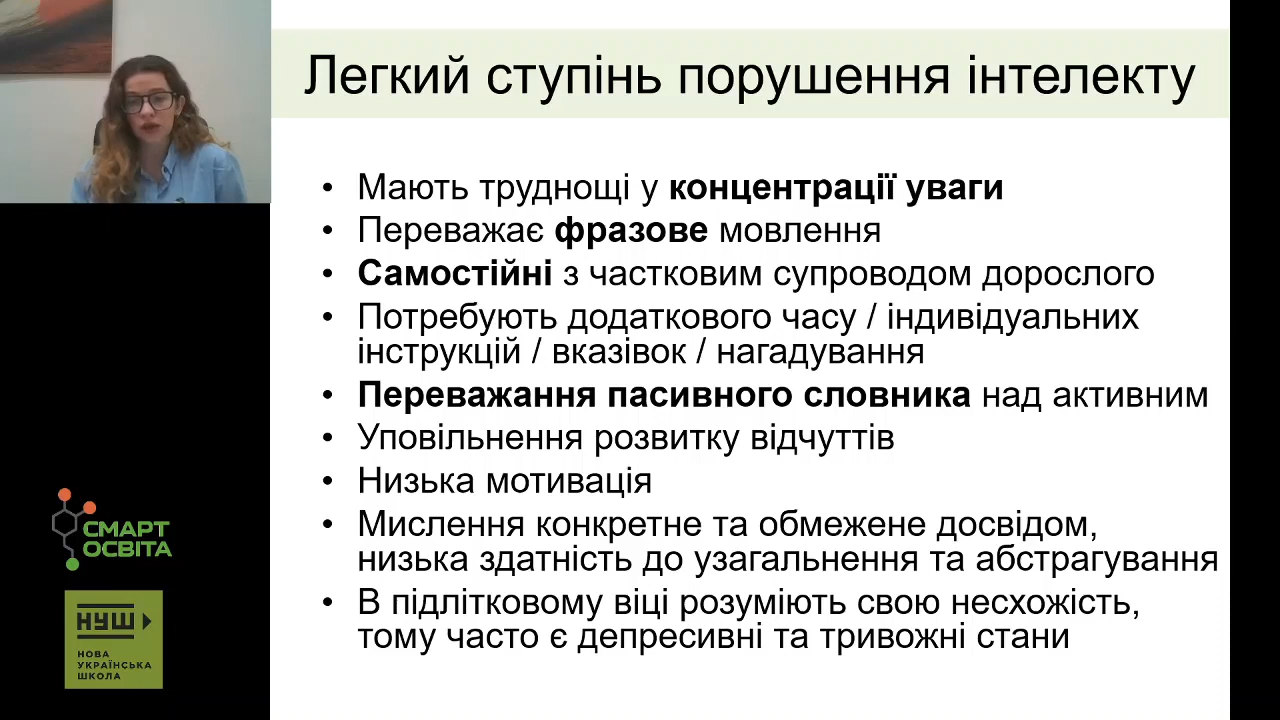 Легкий ступінь порушення інтелекту
• Мають труднощі у концентрації уваги
• Переважає фразове мовлення
• Самостійні з частковим супроводом дорослого
• Потребують додаткового часу / індивідуальних
інструкцій / вказівок / нагадування
• Переважання пасивного словника над активним
• Уповільнення розвитку відчуттів
• Низька мотивація
• Мислення конкретне та обмежене досвідом,
низька здатність до узагальнення та абстрагування
• В підлітковому віці розуміють свою несхожість,
тому часто є депресивні та тривожні стани
СМАРТ
ОСВІТА
НУШ
НОВА
УКРАЇНСЬКА
ШКОЛА